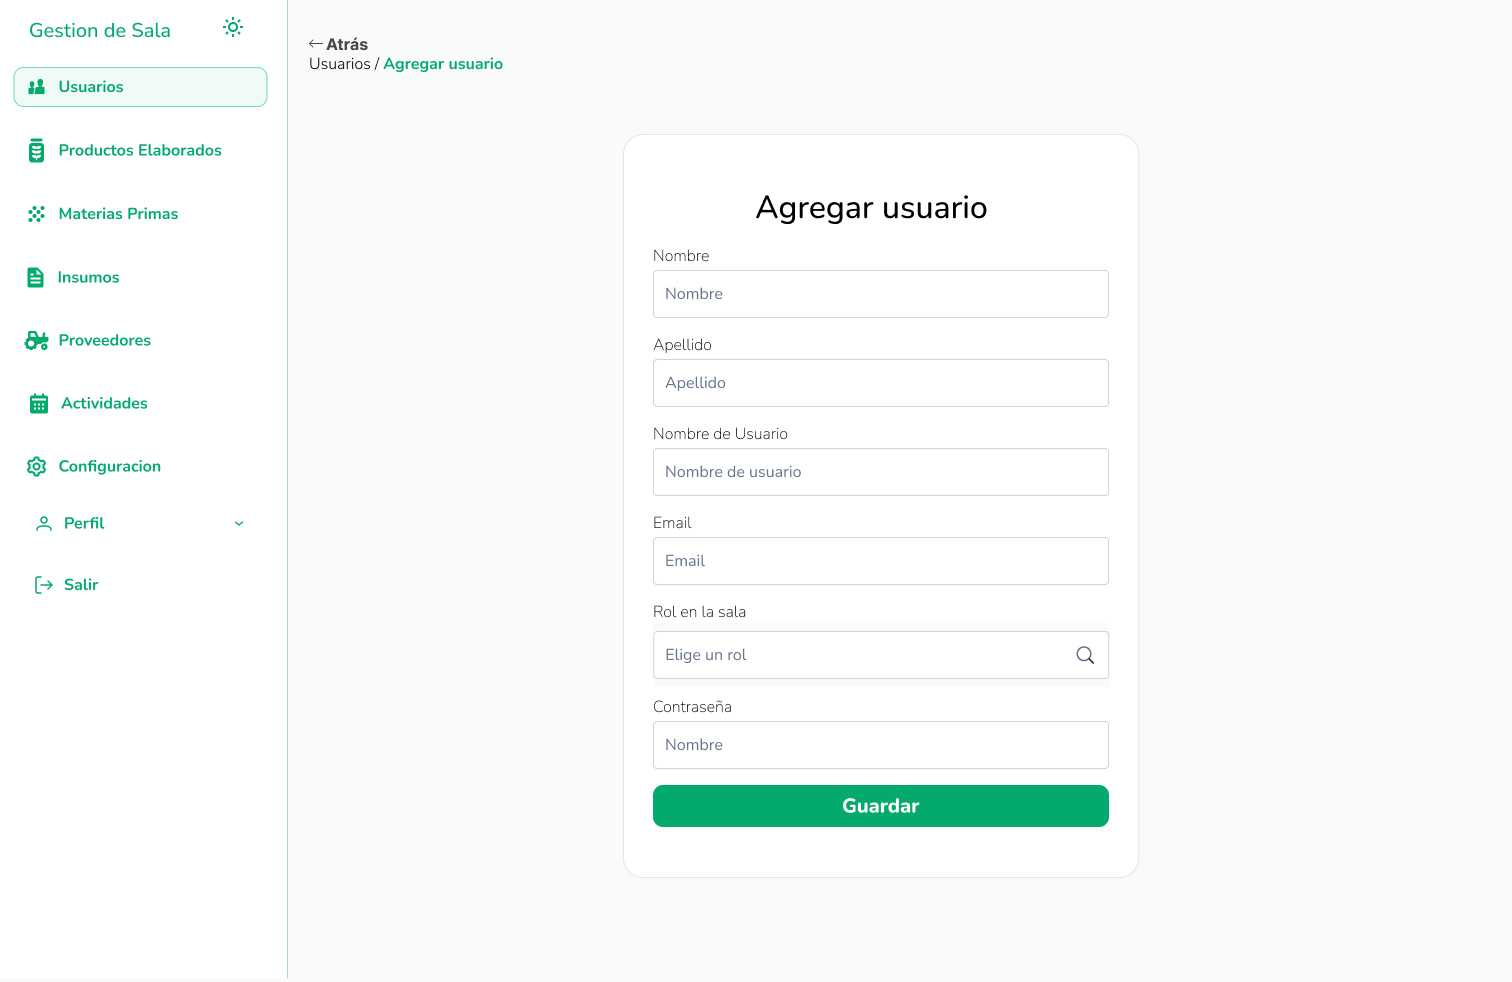 Gestion de Sala
Usuarios
Productos Elaborados
Materias Primas
Insumos
Proveedores
Actividades
Configuracion
Perfil
Salir
Atrás
Usuarios / Agregar usuario
Agregar usuario
Nombre
Nombre
Apellido
Apellido
Nombre de Usuario
Nombre de usuario
Email
Email
Rol en la sala
Elige un rol
Contraseña
Nombre
Guardar